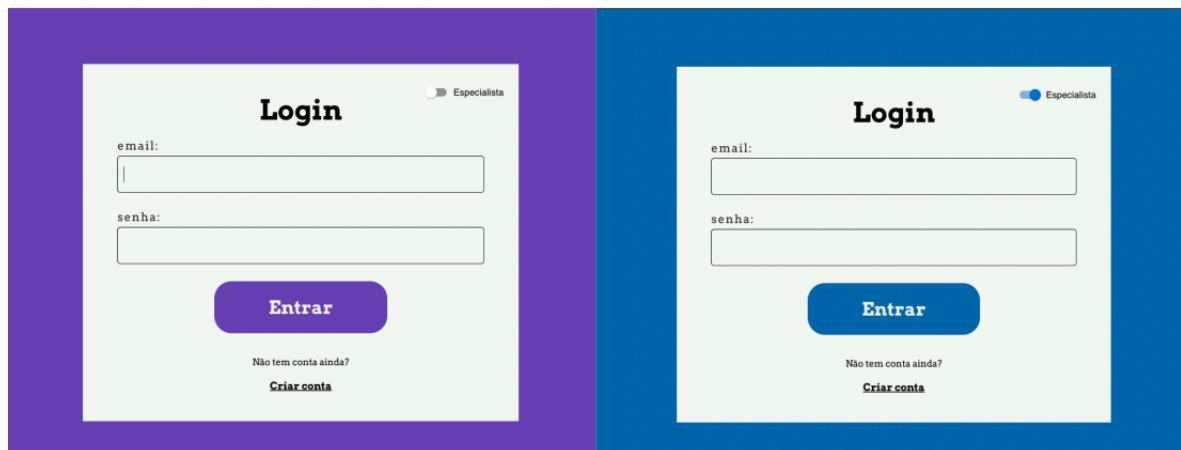 Especialista
Login
email:
senha:
Entrar
Não tem conta ainda?
Criar conta
Especialista
Login
email:
senha:
Entrar
Não tem conta ainda?
Criar conta